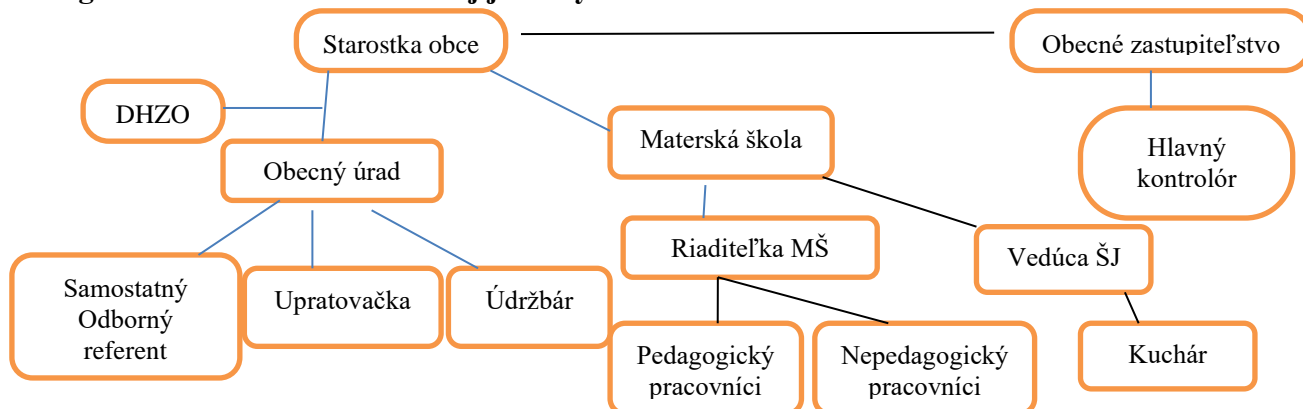 Starostka obce
Obecné zastupiteľstvo
DHZO
Materská škola
Hlavný
kontrolór
Obecný úrad
Riaditeľka MŠ
Vedúca ŠJ
Samostatný
Odborný
referent
Upratovačka
Údržbár
Pedagogický
pracovníci
Nepedagogický
pracovníci
Kuchár